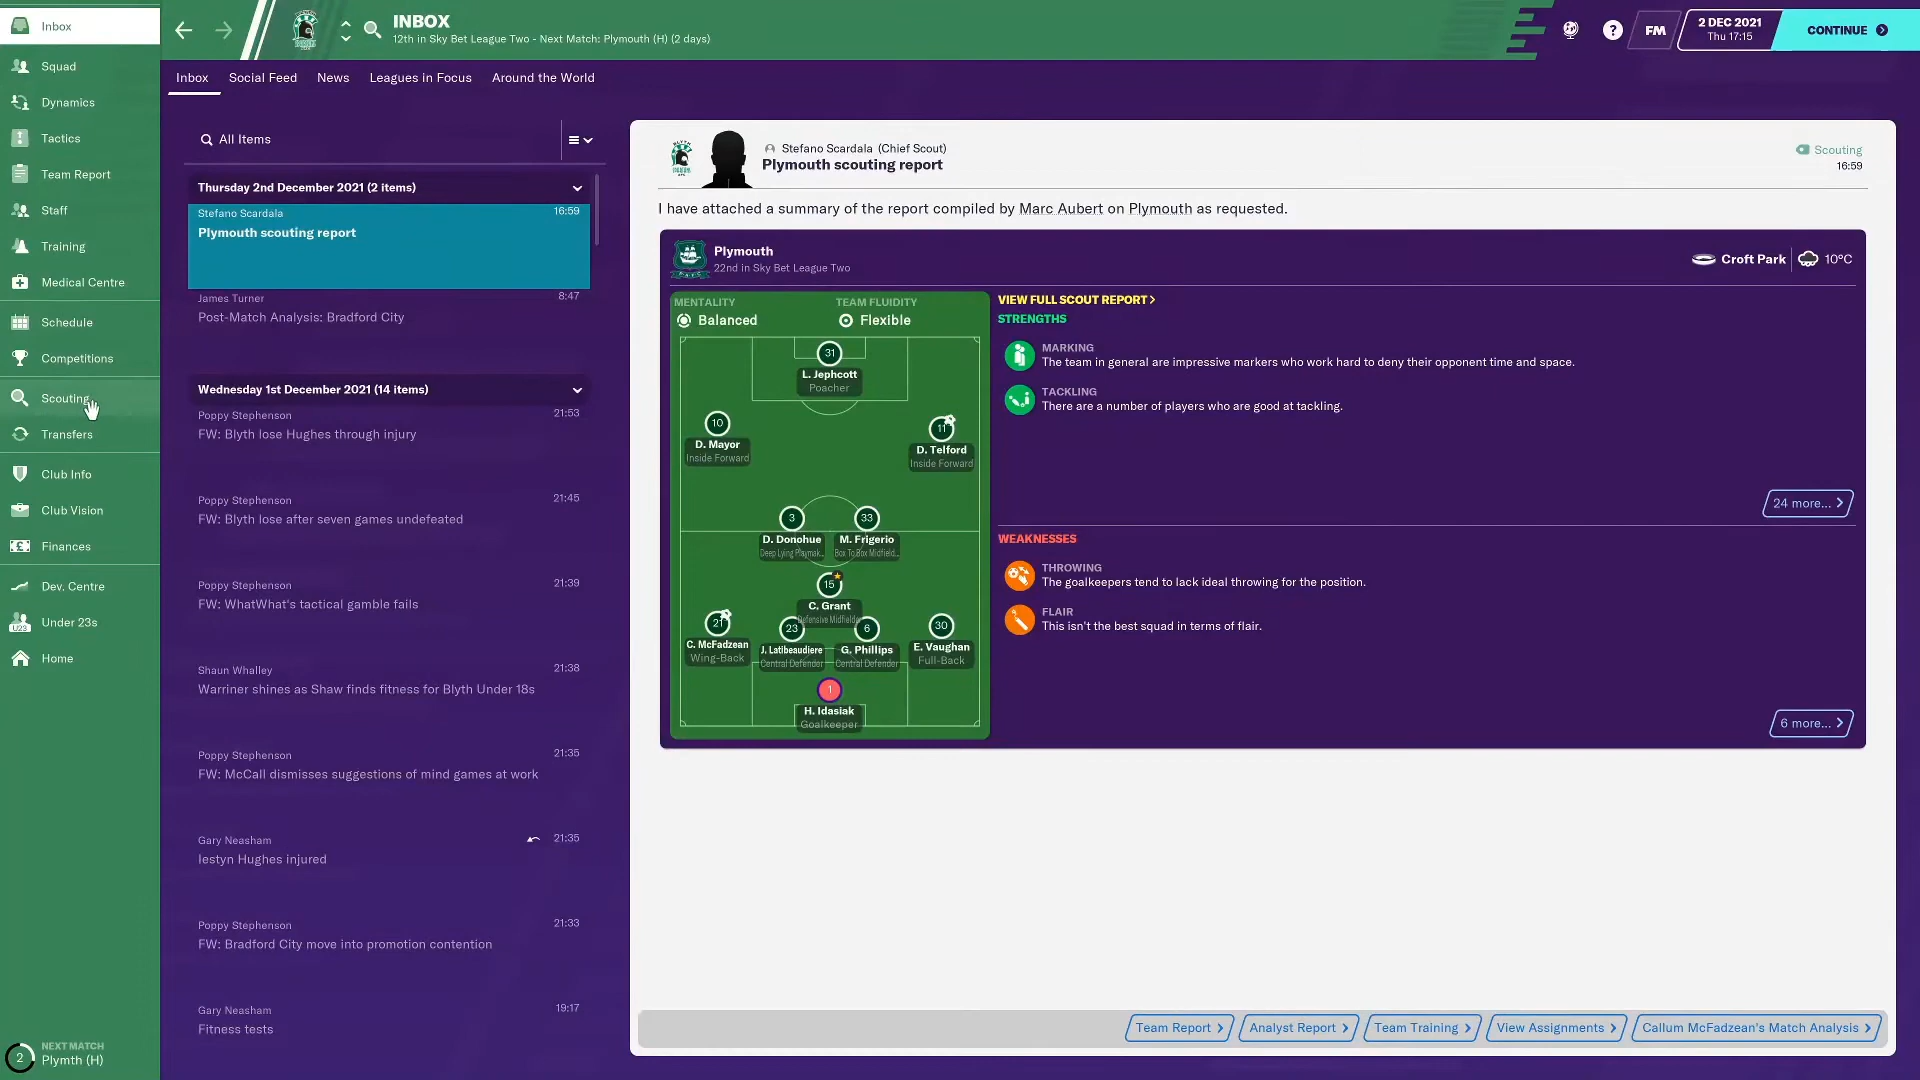 Inbox
Squad
Dynamics
Tactics
Team Report
Staff
Training
Medical Centre
Schedule
Competitions
Scouting
Transfers
Club Info
Club Vision
Finances
Dev. Centre
U23
Under 23s
Home
2
NEXT MATCH
Plymth (H)
INBOX
12th in Sky Bet League Two - Next Match: Plymouth (H) (2 days)
?
FM
2 DEC 2021
Thu 17:15
CONTINUE
Inbox
Social Feed
News
Leagues in Focus
Around the World
All Items
Thursday 2nd December 2021 (2 items)
Stefano Scardala 16:59
Plymouth scouting report
James Turner 8:47
Post-Match Analysis: Bradford City
Wednesday 1st December 2021 (14 items)
Poppy Stephenson 21:53
FW: Blyth lose Hughes through injury
Poppy Stephenson 21:45
FW: Blyth lose after seven games undefeated
Poppy Stephenson 21:39
FW: WhatWhat's tactical gamble fails
Shaun Whalley 21:38
Warriner shines as Shaw finds fitness for Blyth Under 18s
Poppy Stephenson 21:35
FW: McCall dismisses suggestions of mind games at work
Gary Neasham 21:35
Iestyn Hughes injured
Poppy Stephenson 21:33
FW: Bradford City move into promotion contention
Gary Neasham 19:17
Fitness tests
Stefano Scardala (Chief Scout)
Plymouth scouting report
Scouting
16:59
I have attached a summary of the report compiled by Marc Aubert on Plymouth as requested.
Plymouth
22nd in Sky Bet League Two
Croft Park
10°C
MENTALITY
Balanced
TEAM FLUIDITY
Flexible
31
L. Jephcott
Poacher
10
D. Mayor
Inside Forward
11
D. Telford
Inside Forward
3
D. Donohue
Deep Lying Playmak...
33
M. Frigerio
Box To Box Midfield...
15
C. Grant
Defensive Midfielder
21
C. McFadzean
Wing-Back
23
J. Latibeaudiere
Central Defender
6
G. Phillips
Central Defender
30
E. Vaughan
Full-Back
1
H. Idasiak
Goalkeeper
VIEW FULL SCOUT REPORT >
STRENGTHS
MARKING
The team in general are impressive markers who work hard to deny their opponent time and space.
TACKLING
There are a number of players who are good at tackling.
24 more... >
WEAKNESSES
THROWING
The goalkeepers tend to lack ideal throwing for the position.
FLAIR
This isn't the best squad in terms of flair.
6 more... >
Team Report >
Analyst Report >
Team Training >
View Assignments >
Callum McFadzean's Match Analysis >